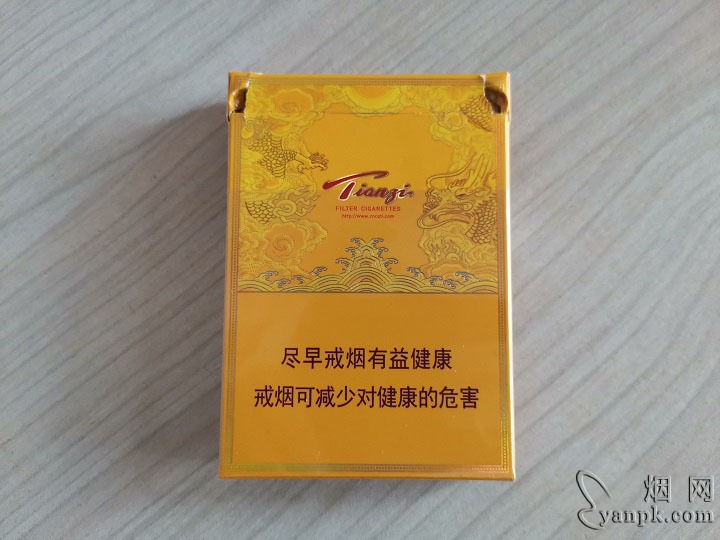 Tianzi
FILTER CIGARETTES
尽早戒烟有益健康
戒烟可减少对健康的危害
烟网
yanpk.com